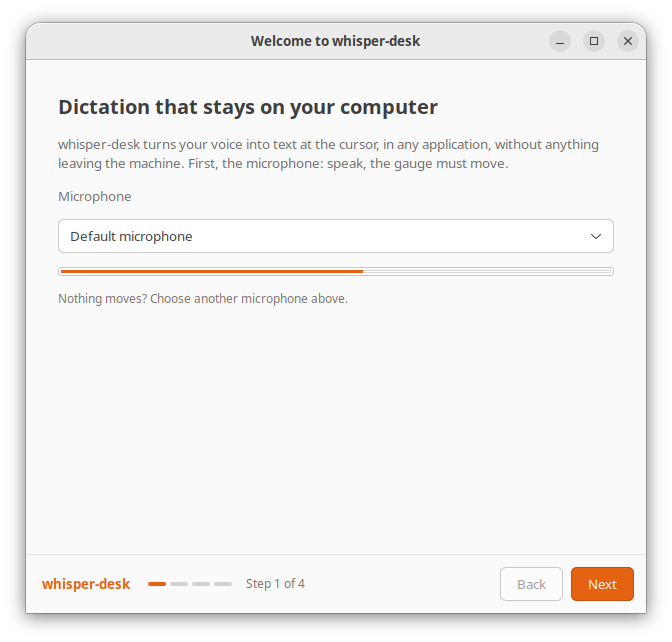 Welcome to whisper-desk
Dictation that stays on your computer
whisper-desk turns your voice into text at the cursor, in any application, without anything
leaving the machine. First, the microphone: speak, the gauge must move.
Microphone
Default microphone
Nothing moves? Choose another microphone above.
whisper-desk
Step 1 of 4
Back
Next